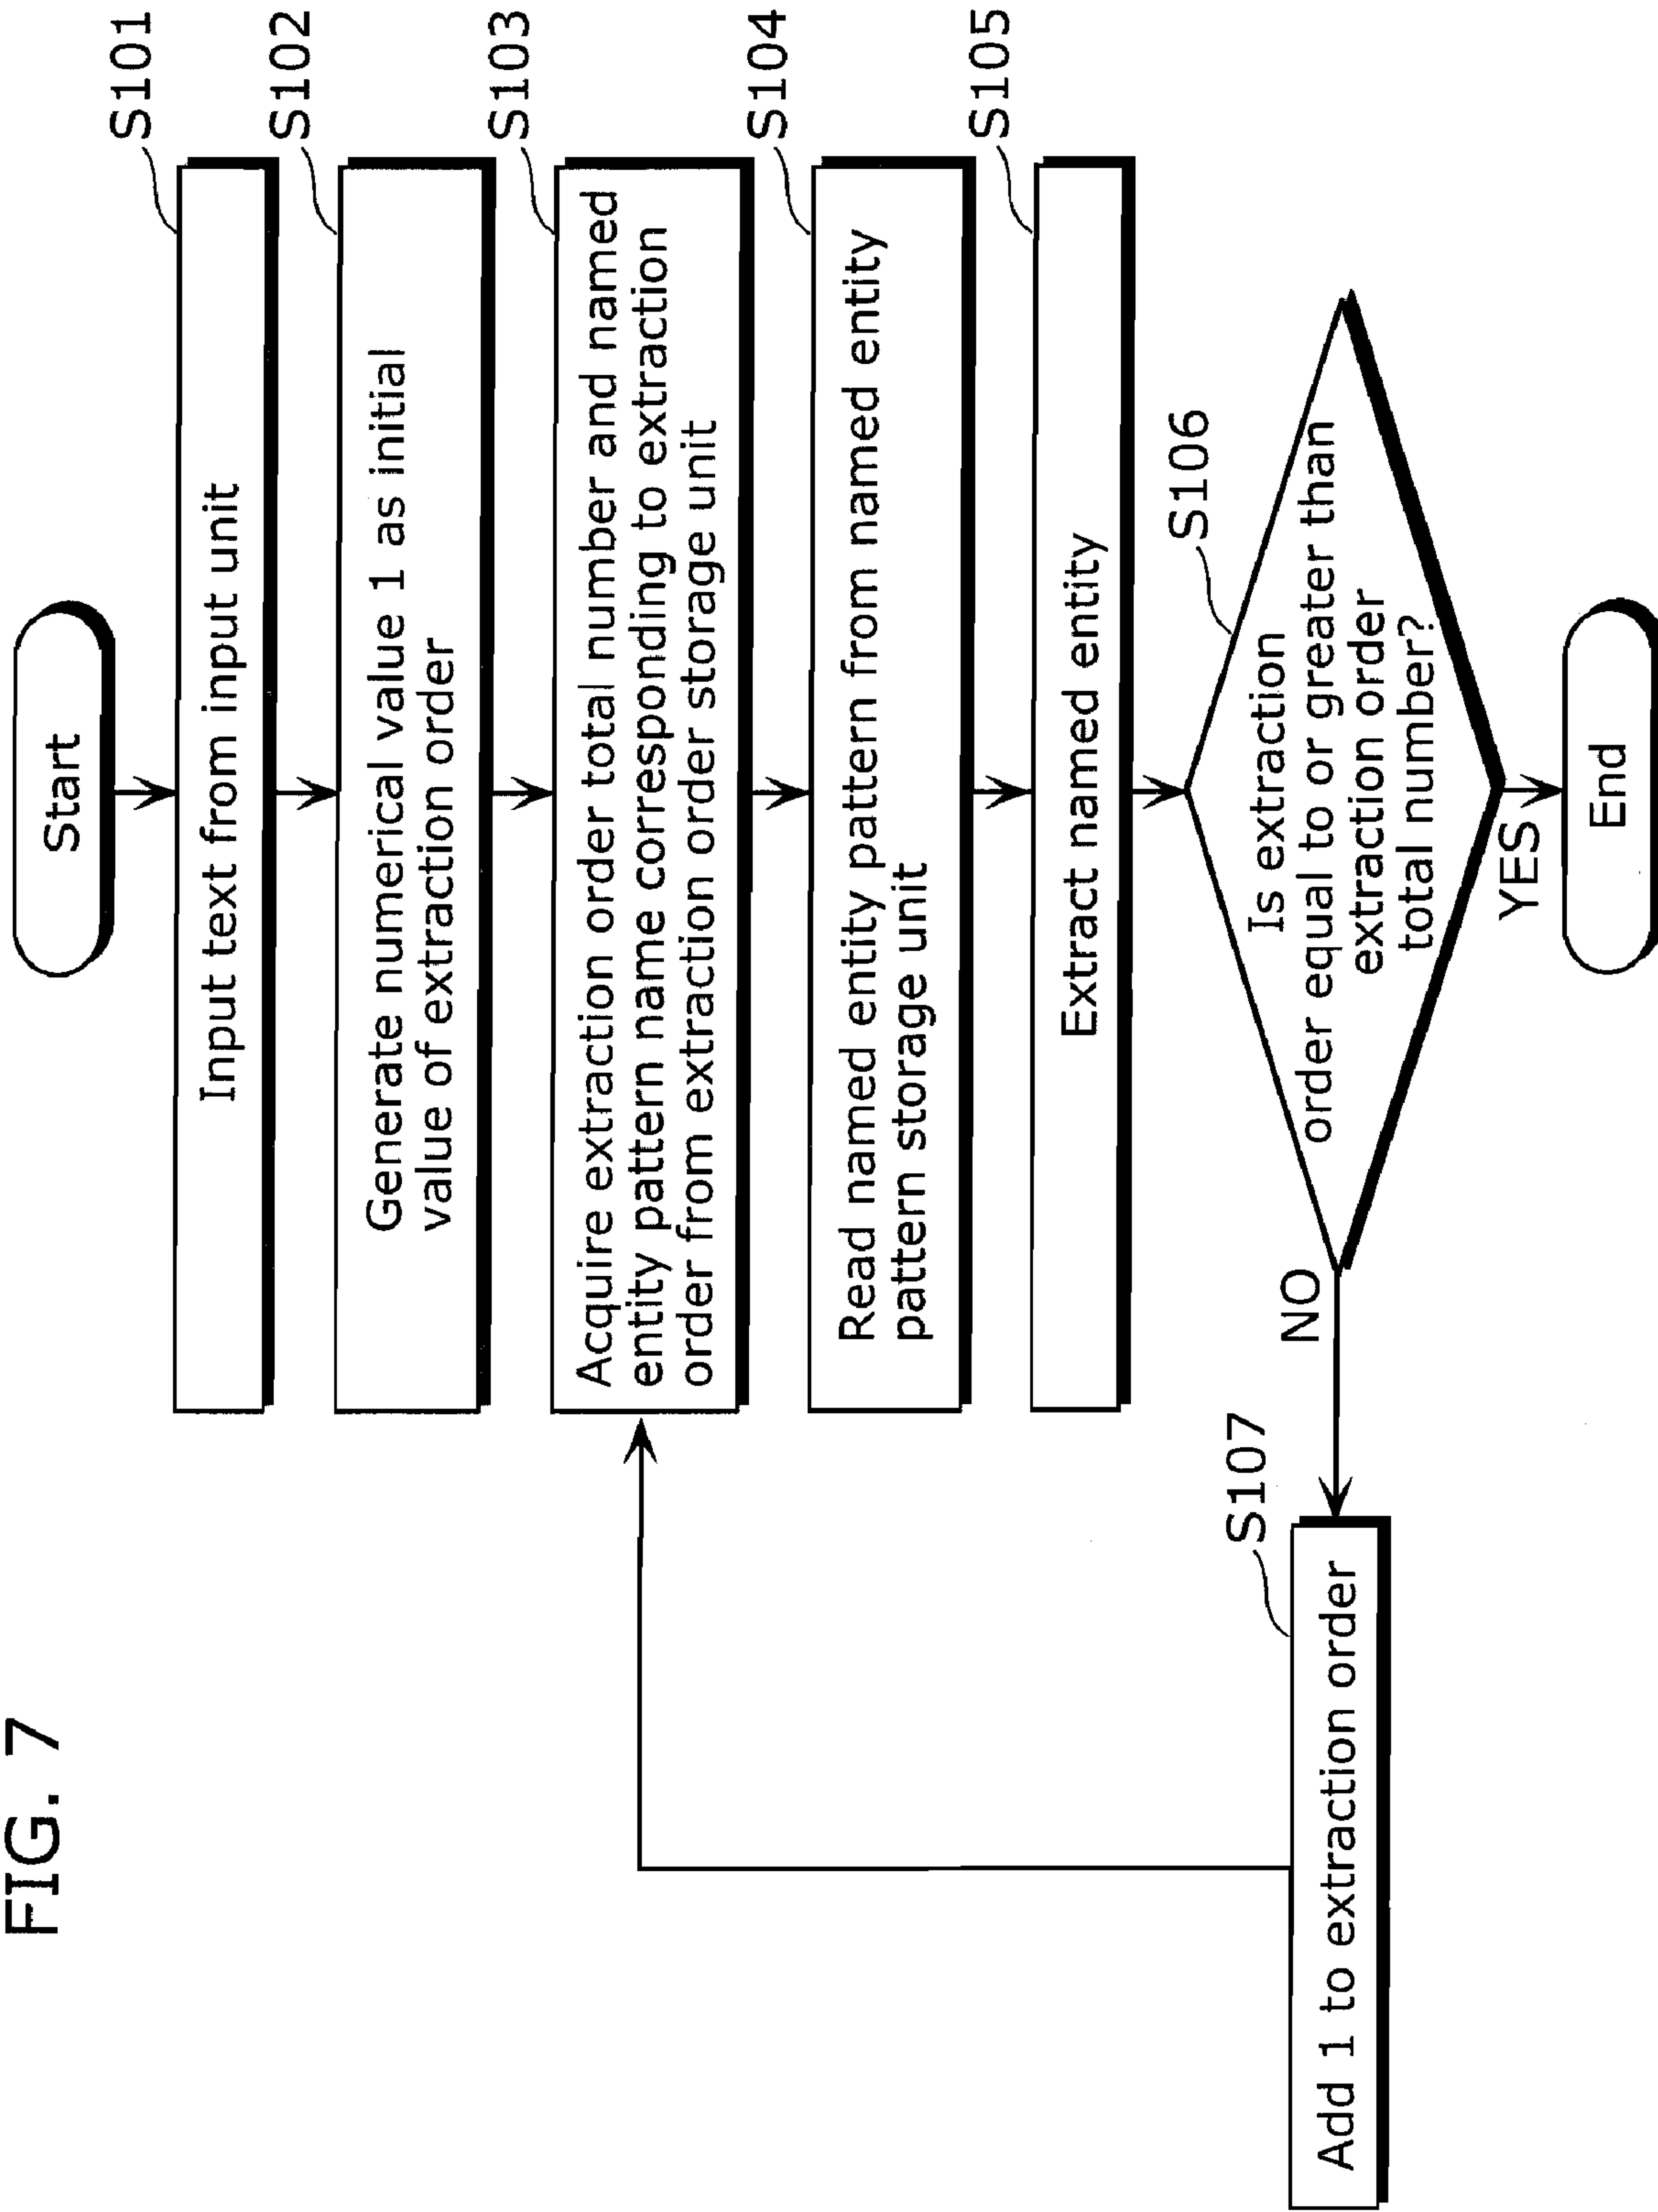 FIG. 7
Start
S101
Input text from input unit
S102
Generate numerical value 1 as initial
value of extraction order
S103
Acquire extraction order total number and named
entity pattern name corresponding to extraction
order from extraction order storage unit
S104
Read named entity pattern from named entity
pattern storage unit
S105
Extract named entity
S106
Is extraction
order equal to or greater than
extraction order
total number?
NO
S107
Add 1 to extraction order
YES
End